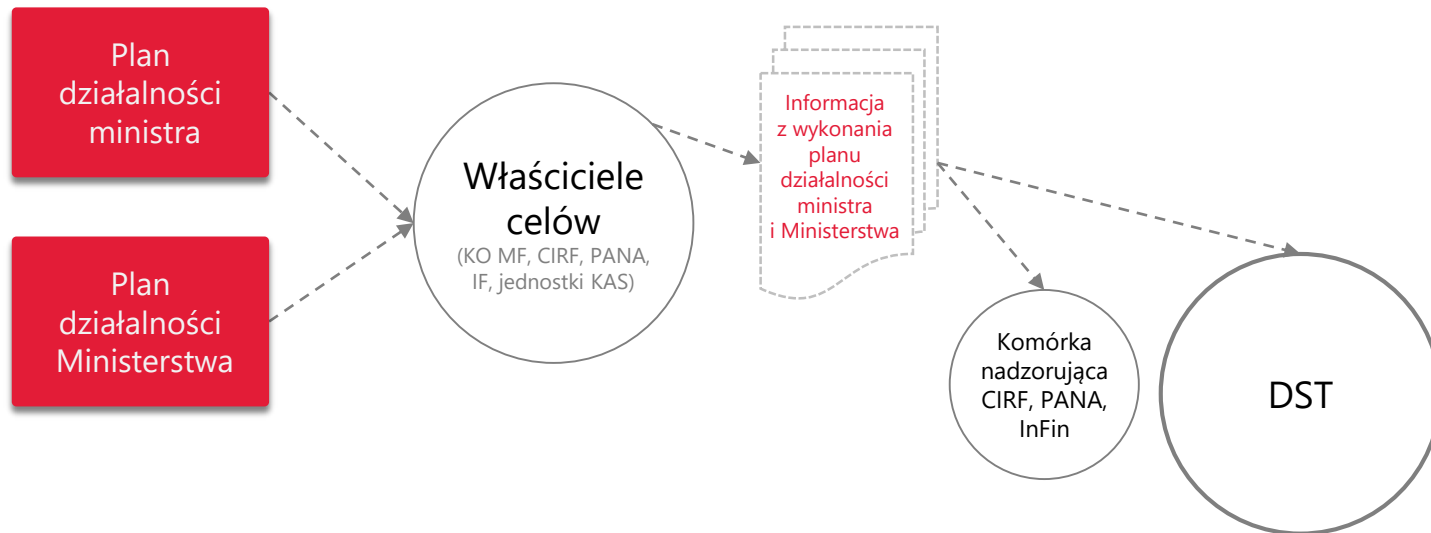 Plan
działalności
ministra
Plan
działalności
Ministerstwa
Właściciele
celów
(KO MF, CIRF, PANA,
IF, jednostki KAS)
Informacja
z wykonania
planu
działalności
ministra
i Ministerstwa
Komórka
nadzorująca
CIRF, PANA,
InFin
DST